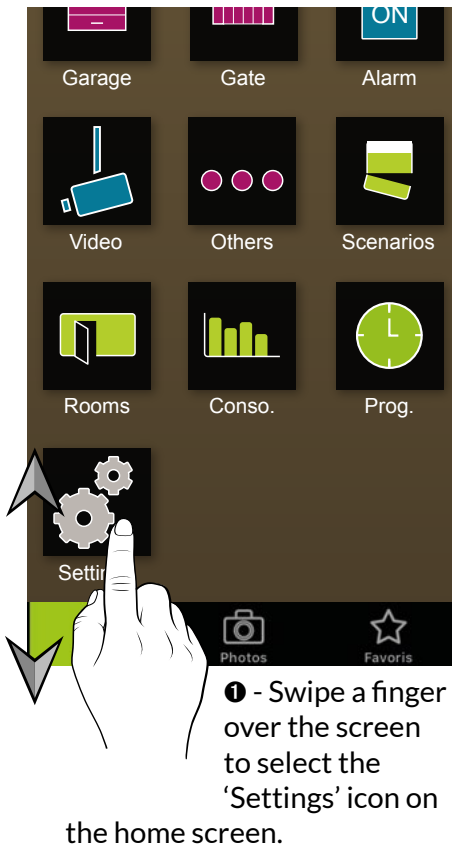 ON
Garage Gate Alarm
Video Others Scenarios
L
Rooms Conso. Prog.
Photos Favoris
❶ - Swipe a finger
over the screen
to select the
‘Settings’ icon on
the home screen.